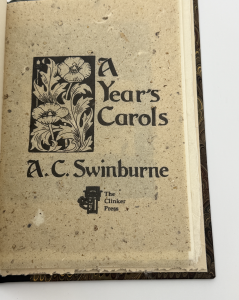 A
Year's
Carols
A. C. Swinburne
The
Clinker
Press